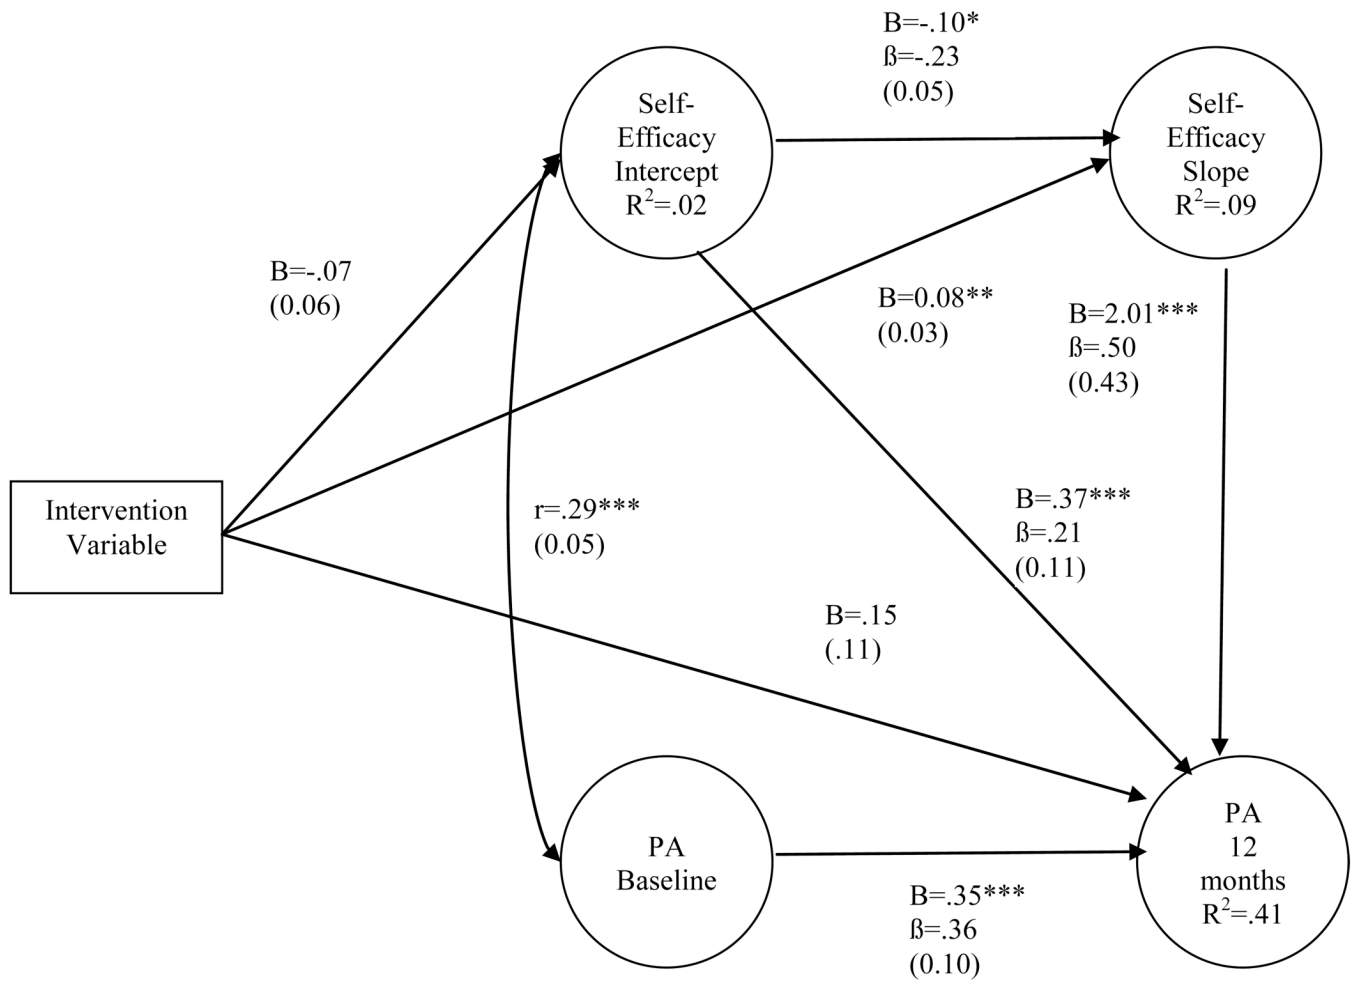 B=-.10*
ß=-.23
(0.05)
Self-
Efficacy
Intercept
R²=.02
Self-
Efficacy
Slope
R²=.09
B=-.07
(0.06)
B=0.08**
(0.03)
B=2.01***
ß=.50
(0.43)
Intervention
Variable
r=.29***
(0.05)
B=.37***
ß=.21
(0.11)
B=.15
(.11)
PA
Baseline
PA
12
months
R²=.41
B=.35***
ß=.36
(0.10)